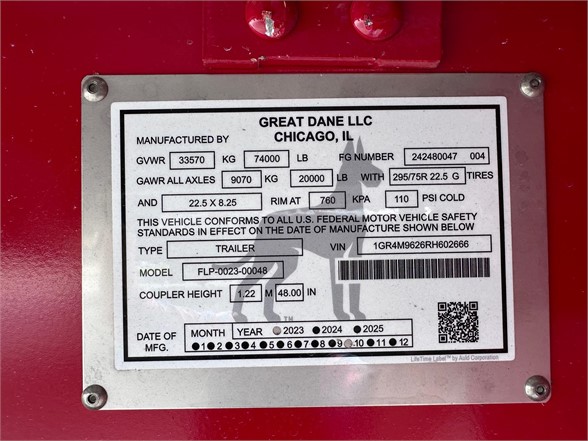 GREAT DANE LLC
MANUFACTURED BY CHICAGO, IL
GVWR 33570 KG 74000 LB FG NUMBER 242480047 004
GAWR ALL AXLES 9070 KG 20000 LB WITH 295/75R 22.5 G TIRES
AND 22.5 X 8.25 RIM AT 760 KPA 110 PSI COLD
THIS VEHICLE CONFORMS TO ALL U.S. FEDERAL MOTOR VEHICLE SAFETY
STANDARDS IN EFFECT ON THE DATE OF MANUFACTURE SHOWN BELOW
TYPE TRAILER VIN 1GR4M9626RH602666
MODEL FLP-0023-00048
COUPLER HEIGHT 1.22 M 48.00 IN
TM
DATE OF MFG. MONTH YEAR 2023 2024 2025
1 2 3 4 5 6 7 8 9 10 11 12
LifeTime Label™ by Auld Corporation